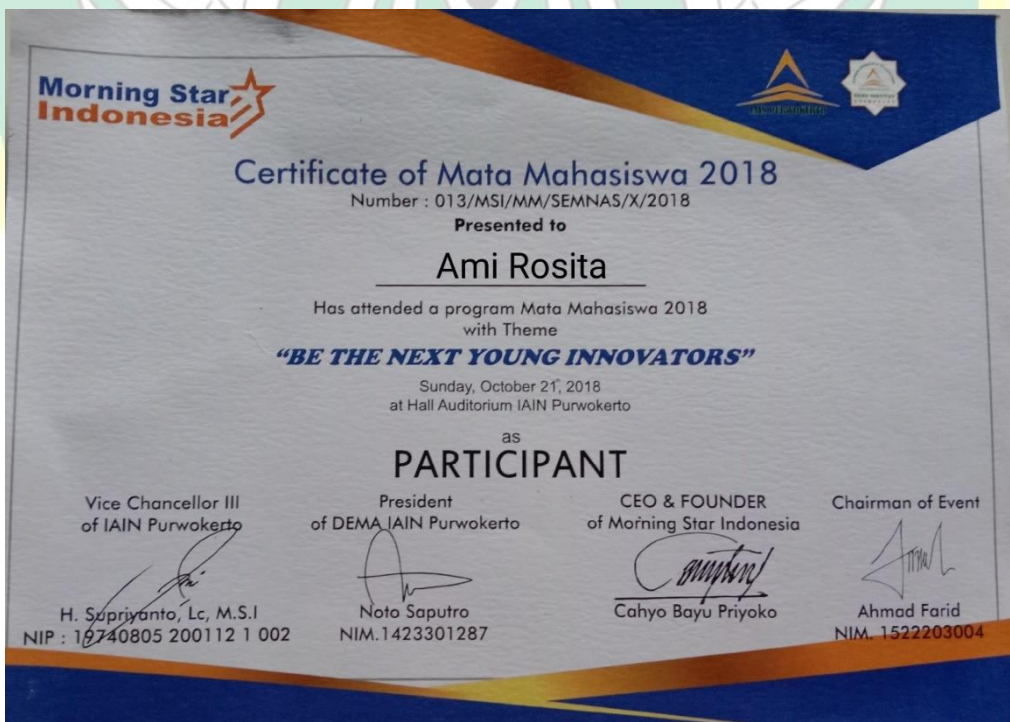 Morning Star
Indonesia
IAIN PURWOKERTO
Certificate of Mata Mahasiswa 2018
Number : 013/MSI/MM/SEMNAS/X/2018
Presented to
Ami Rosita
Has attended a program Mata Mahasiswa 2018
with Theme
“BE THE NEXT YOUNG INNOVATORS”
Sunday, October 21, 2018
at Hall Auditorium IAIN Purwokerto
as
PARTICIPANT
Vice Chancellor III
of IAIN Purwokerto
H. Supriyanto, Lc, M.S.I
NIP : 19740805 200112 1 002
President
of DEMA IAIN Purwokerto
Noto Saputro
NIM.1423301287
CEO & FOUNDER
of Morning Star Indonesia
Cahyo Bayu Priyoko
Chairman of Event
Ahmad Farid
NIM. 1522203004